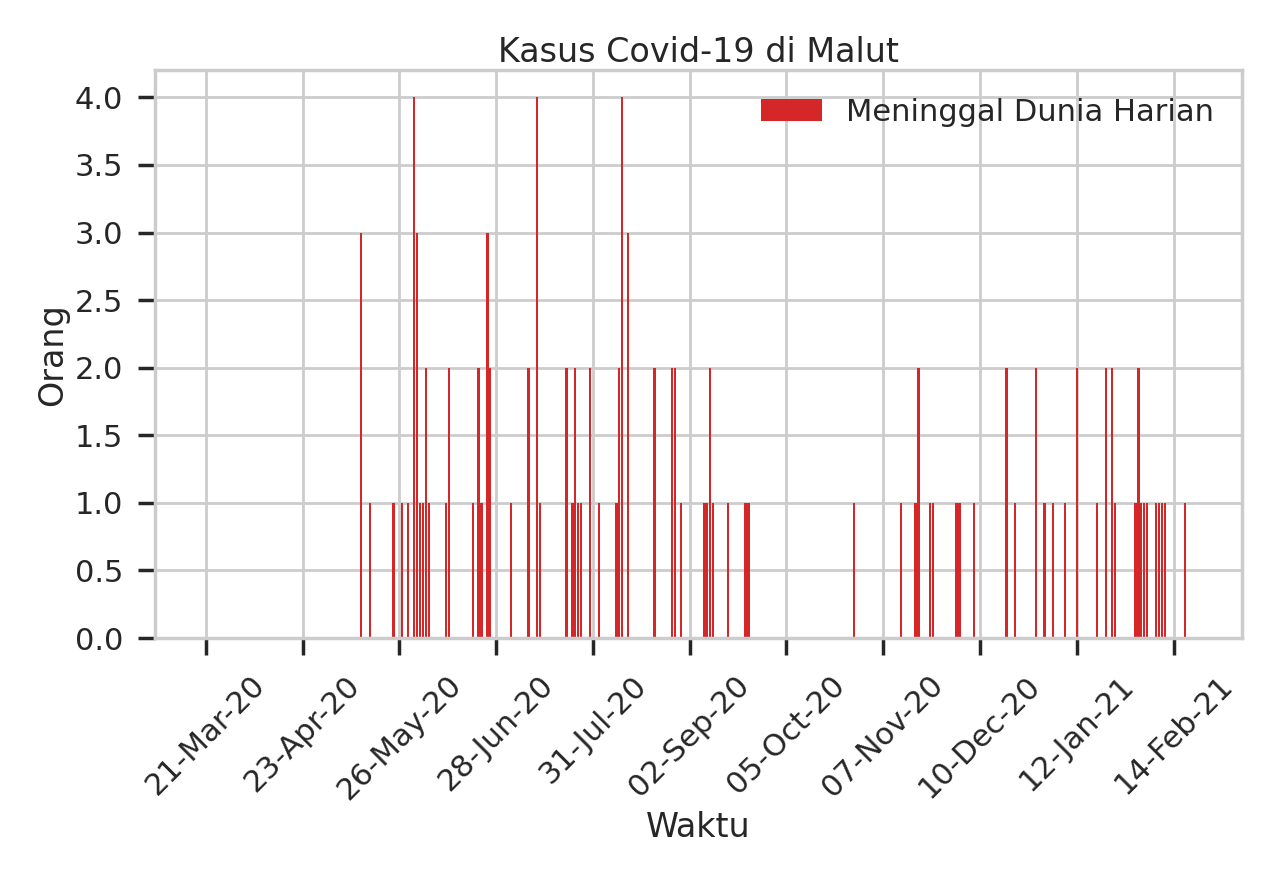 Kasus Covid-19 di Malut
Meninggal Dunia Harian
Orang
4.0
3.5
3.0
2.5
2.0
1.5
1.0
0.5
0.0
21-Mar-20
23-Apr-20
26-May-20
28-Jun-20
31-Jul-20
02-Sep-20
05-Oct-20
07-Nov-20
10-Dec-20
12-Jan-21
14-Feb-21
Waktu